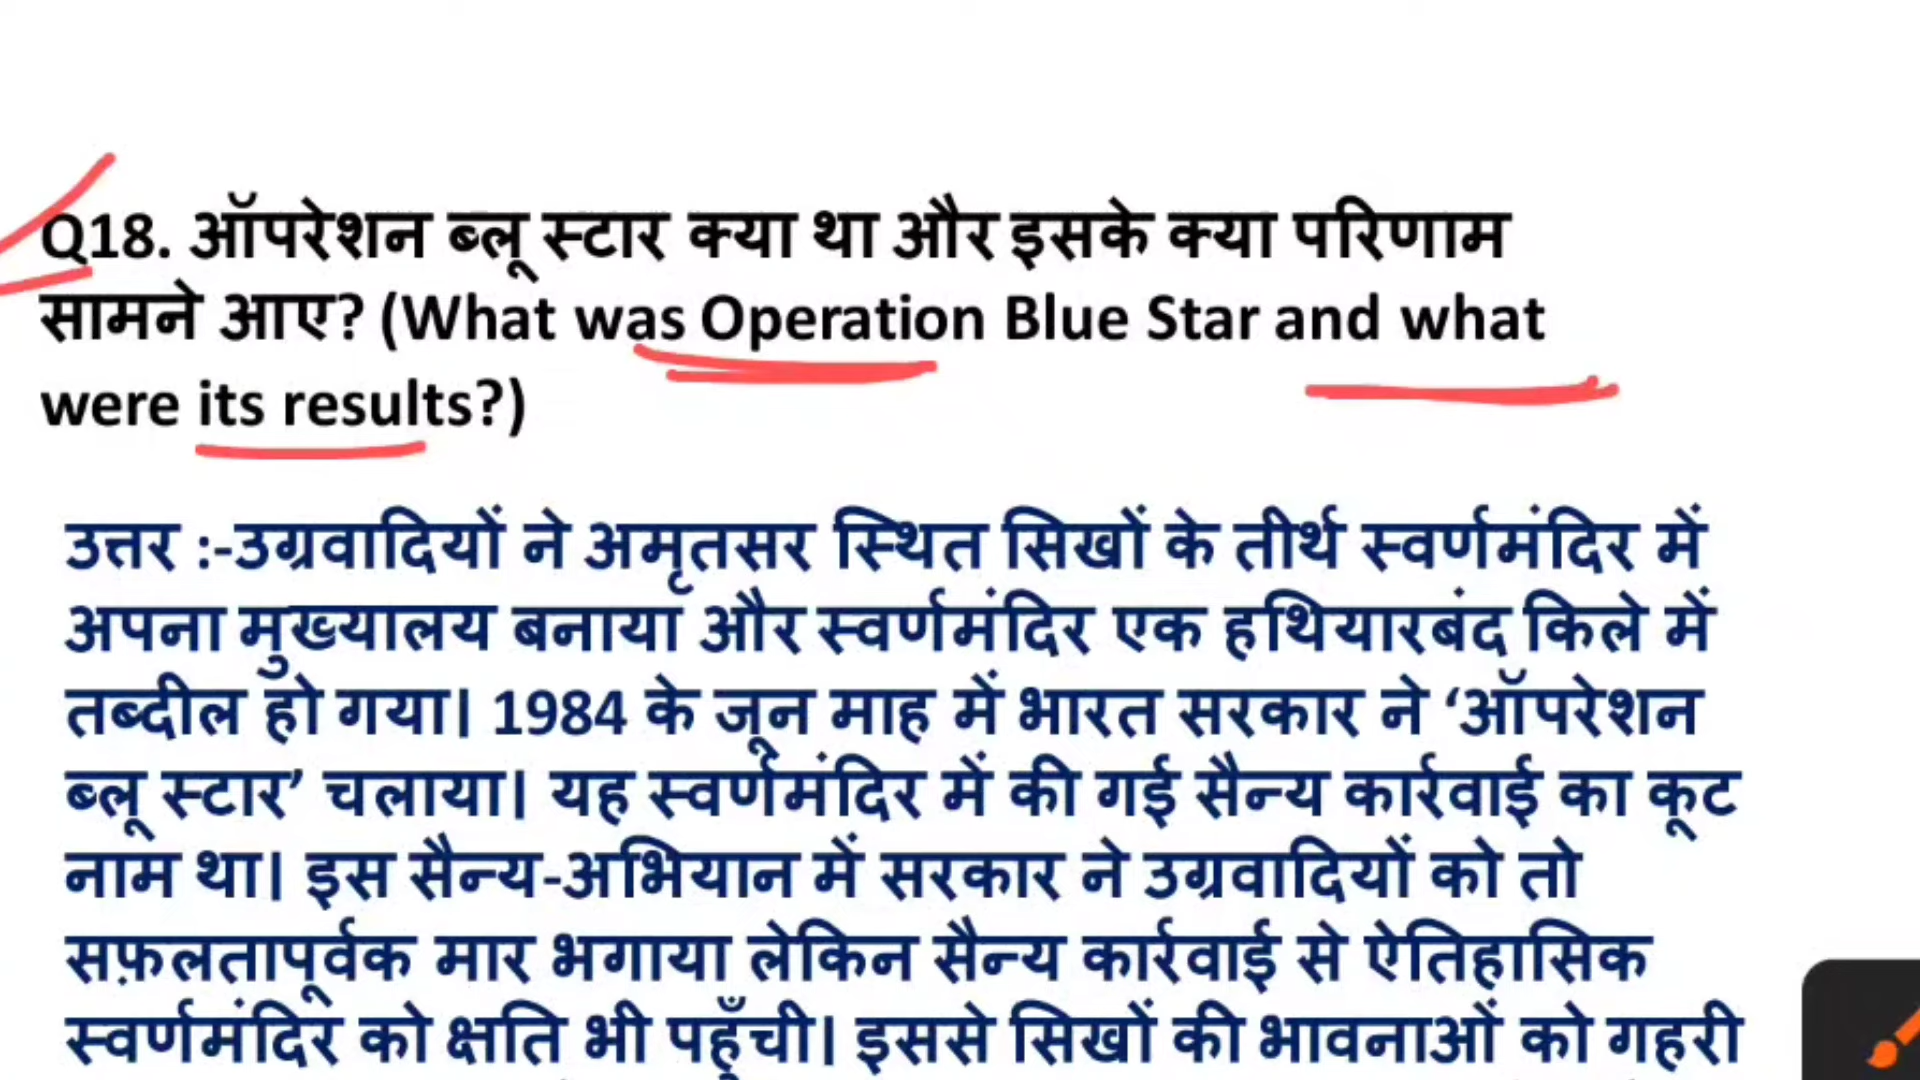 Q18. ऑपरेशन ब्लू स्टार क्या था और इसके क्या परिणाम
सामने आए? (What was Operation Blue Star and what
were its results?)
उत्तर :-उग्रवादियों ने अमृतसर स्थित सिखों के तीर्थ स्वर्णमंदिर में
अपना मुख्यालय बनाया और स्वर्णमंदिर एक हथियारबंद किले में
तब्दील हो गया। 1984 के जून माह में भारत सरकार ने ‘ऑपरेशन
ब्लू स्टार’ चलाया। यह स्वर्णमंदिर में की गई सैन्य कार्रवाई का कूट
नाम था। इस सैन्य-अभियान में सरकार ने उग्रवादियों को तो
सफ़लतापूर्वक मार भगाया लेकिन सैन्य कार्रवाई से ऐतिहासिक
स्वर्णमंदिर को क्षति भी पहुँची। इससे सिखों की भावनाओं को गहरी